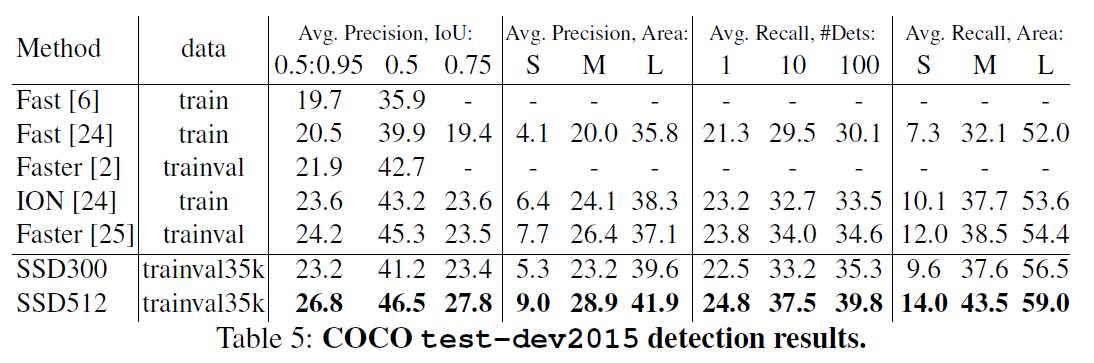 Method data Avg. Precision, IoU: Avg. Precision, Area: Avg. Recall, #Dets: Avg. Recall, Area:
0.5:0.95 0.5 0.75 S M L 1 10 100 S M L
Fast [6] train 19.7 35.9 - - - - - - - - - -
Fast [24] train 20.5 39.9 19.4 4.1 20.0 35.8 21.3 29.5 30.1 7.3 32.1 52.0
Faster [2] trainval 21.9 42.7 - - - - - - - - - -
ION [24] train 23.6 43.2 23.6 6.4 24.1 38.3 23.2 32.7 33.5 10.1 37.7 53.6
Faster [25] trainval 24.2 45.3 23.5 7.7 26.4 37.1 23.8 34.0 34.6 12.0 38.5 54.4
SSD300 trainval35k 23.2 41.2 23.4 5.3 23.2 39.6 22.5 33.2 35.3 9.6 37.6 56.5
SSD512 trainval35k 26.8 46.5 27.8 9.0 28.9 41.9 24.8 37.5 39.8 14.0 43.5 59.0
Table 5: COCO test-dev2015 detection results.